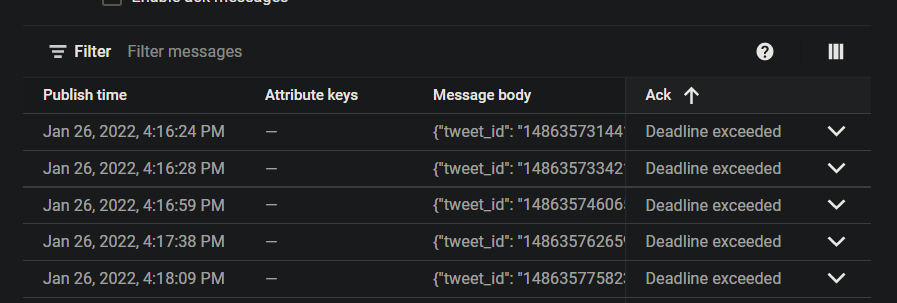 Enable ack messages
Filter Filter messages
Publish time Attribute keys Message body Ack
Jan 26, 2022, 4:16:24 PM — {"tweet_id": "14863573144 Deadline exceeded
Jan 26, 2022, 4:16:28 PM — {"tweet_id": "14863573342 Deadline exceeded
Jan 26, 2022, 4:16:59 PM — {"tweet_id": "14863574606 Deadline exceeded
Jan 26, 2022, 4:17:38 PM — {"tweet_id": "14863576265 Deadline exceeded
Jan 26, 2022, 4:18:09 PM — {"tweet_id": "14863577582 Deadline exceeded